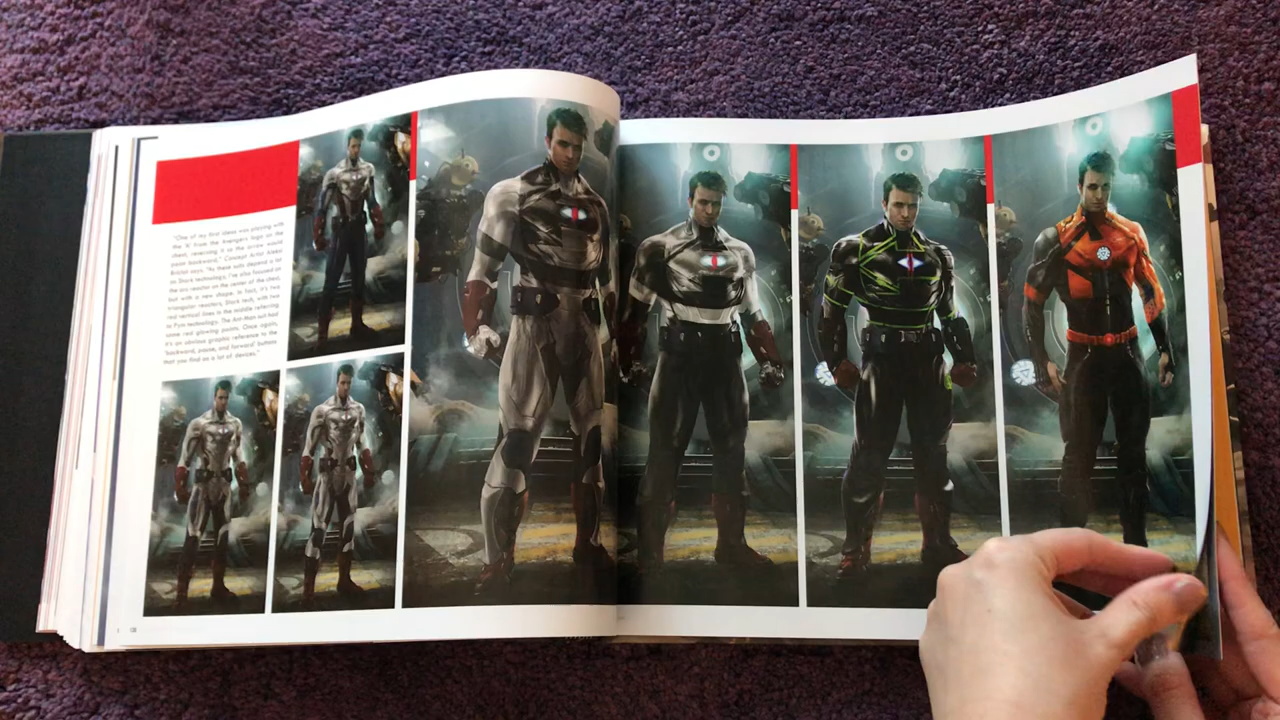 "One of my first ideas was playing with
the 'A' from the Avengers logo on the
chest, reversing it so the arrow would
point backward," Concept Artist Aleksi
Briclot says. "As these suits depend a lot
on Stark technology, I've also focused on
the arc reactor on the center of the chest,
but with a new shape. In fact, it's two
triangular reactors, Stark tech, with two
red vertical lines in the middle referring
to Pym technology. The Ant-Man suit had
some red glowing points. Once again,
it's an obvious graphic reference to the
'backward, pause, and forward' buttons
that you find on a lot of devices."